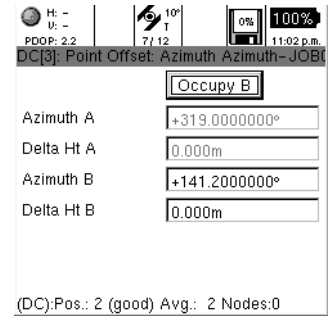 H: - 10° 0% 100%
V: - T
PDOP: 2.2 7/12 11:02 p.m.
DC[3]: Point Offset: Azimuth Azimuth-JOB
Occupy B
Azimuth A +319.0000000°
Delta Ht A 0.000m
Azimuth B +141.2000000°
Delta Ht B 0.000m
(DC):Pos.: 2 (good) Avg.: 2 Nodes:0